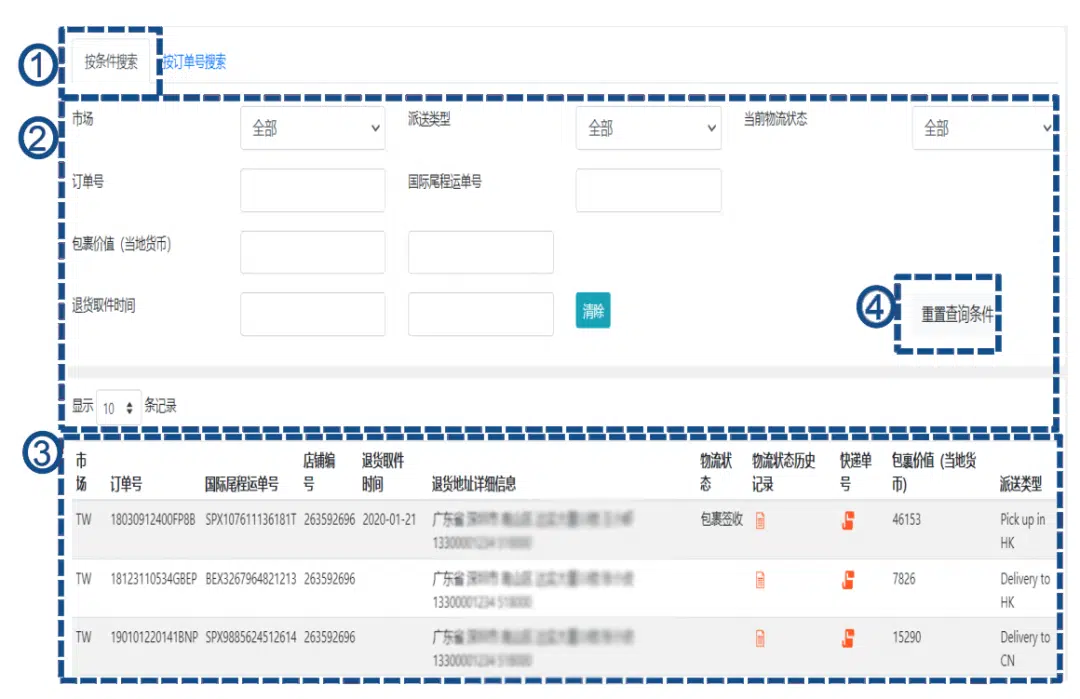 ① 按条件搜索 按订单号搜索
② 市场 全部 派送类型 全部 当前物流状态 全部
订单号 国际尾程运单号
包裹价值（当地货币）
退货取件时间 清除 ④ 重置查询条件
显示 10 条记录
③ 市 店铺编 退货取件 物流状 物流状态历史 快递单 包裹价值（当地货
场 订单号 国际尾程运单号 号 时间 退货地址详细信息 态 记录 号 币） 派送类型
TW 18030912400FP8B SPX107611136181T 263592696 2020-01-21 广东省 包裹签收 46153 Pick up in
13300001234 HK
TW 18123110534GBEP BEX3267964821213 263592696 广东省 7826 Delivery to
13300001234 HK
TW 190101220141BNP SPX9885624512614 263592696 广东省 15290 Delivery to
13300001234 CN